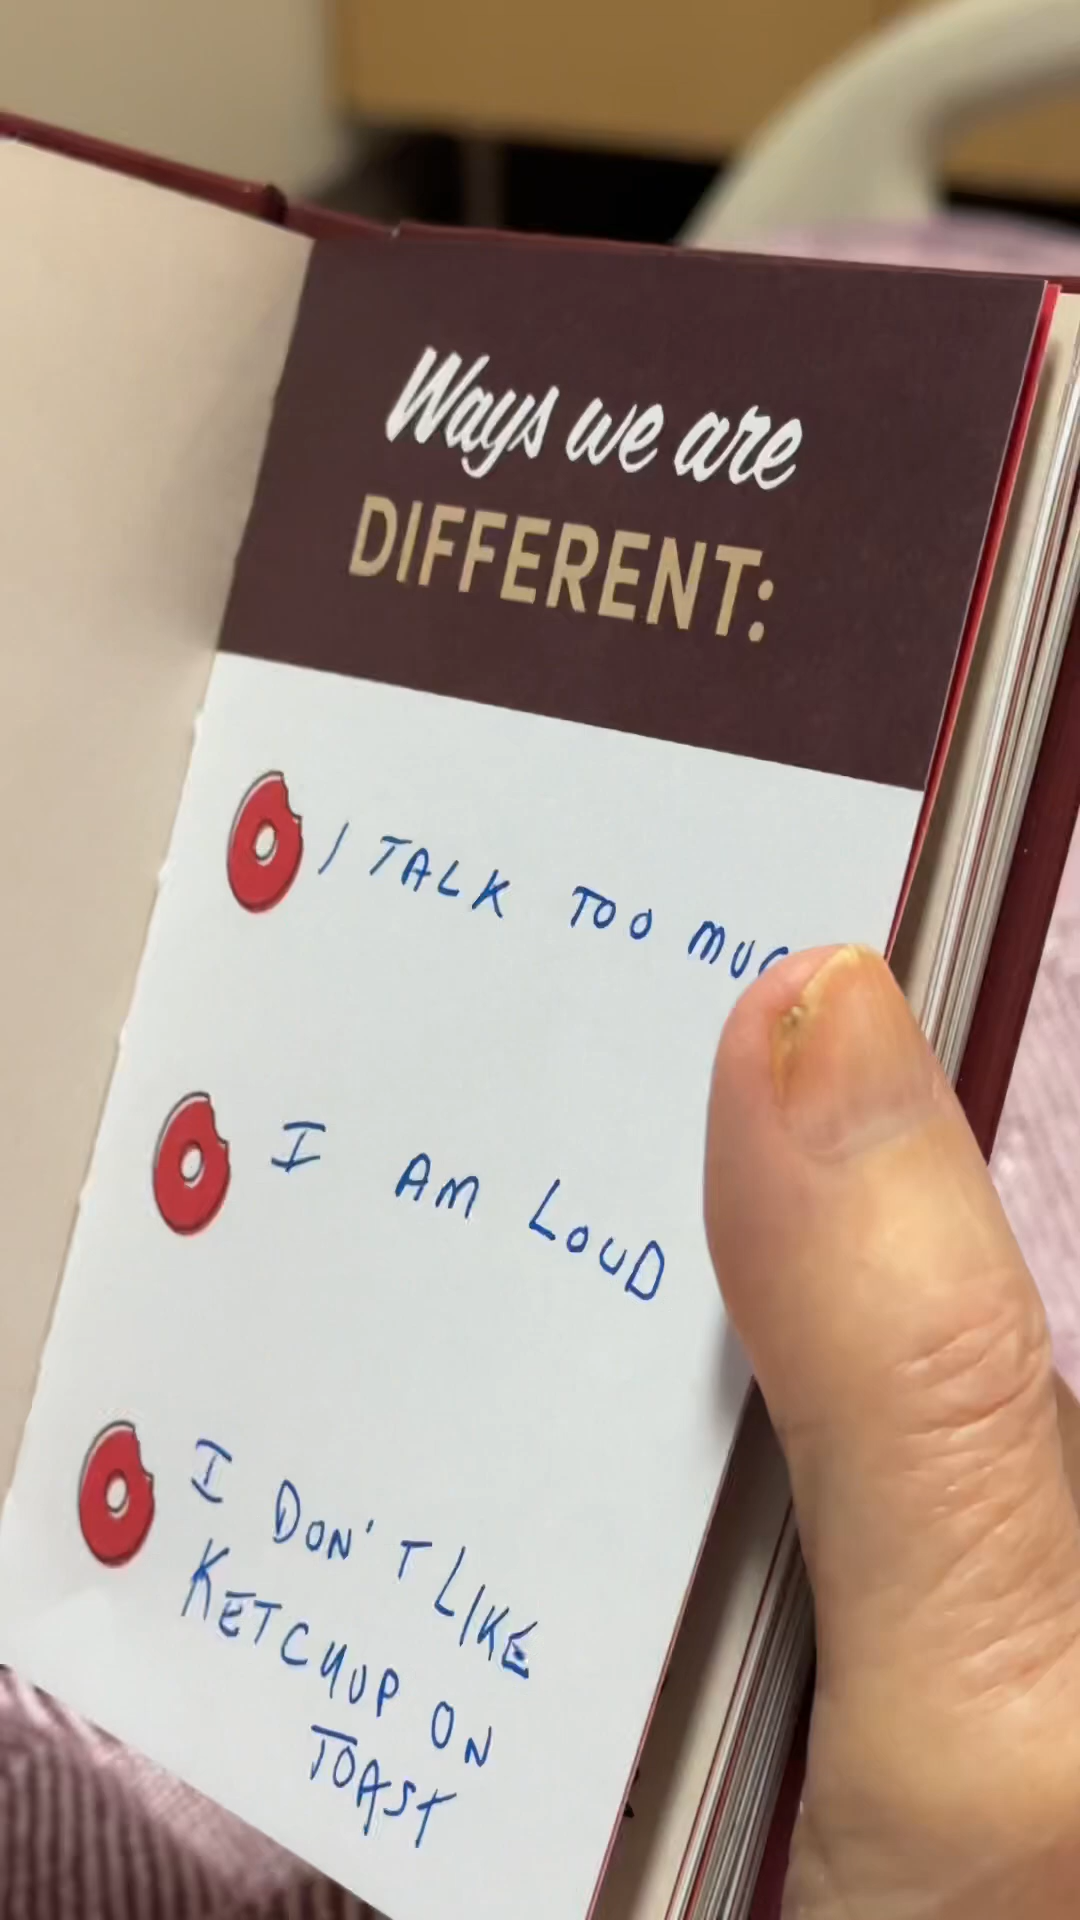 Ways we are
DIFFERENT:
I TALK TOO
I AM LOUD
I DON'T LIKE
KETCHUP ON
TOAST